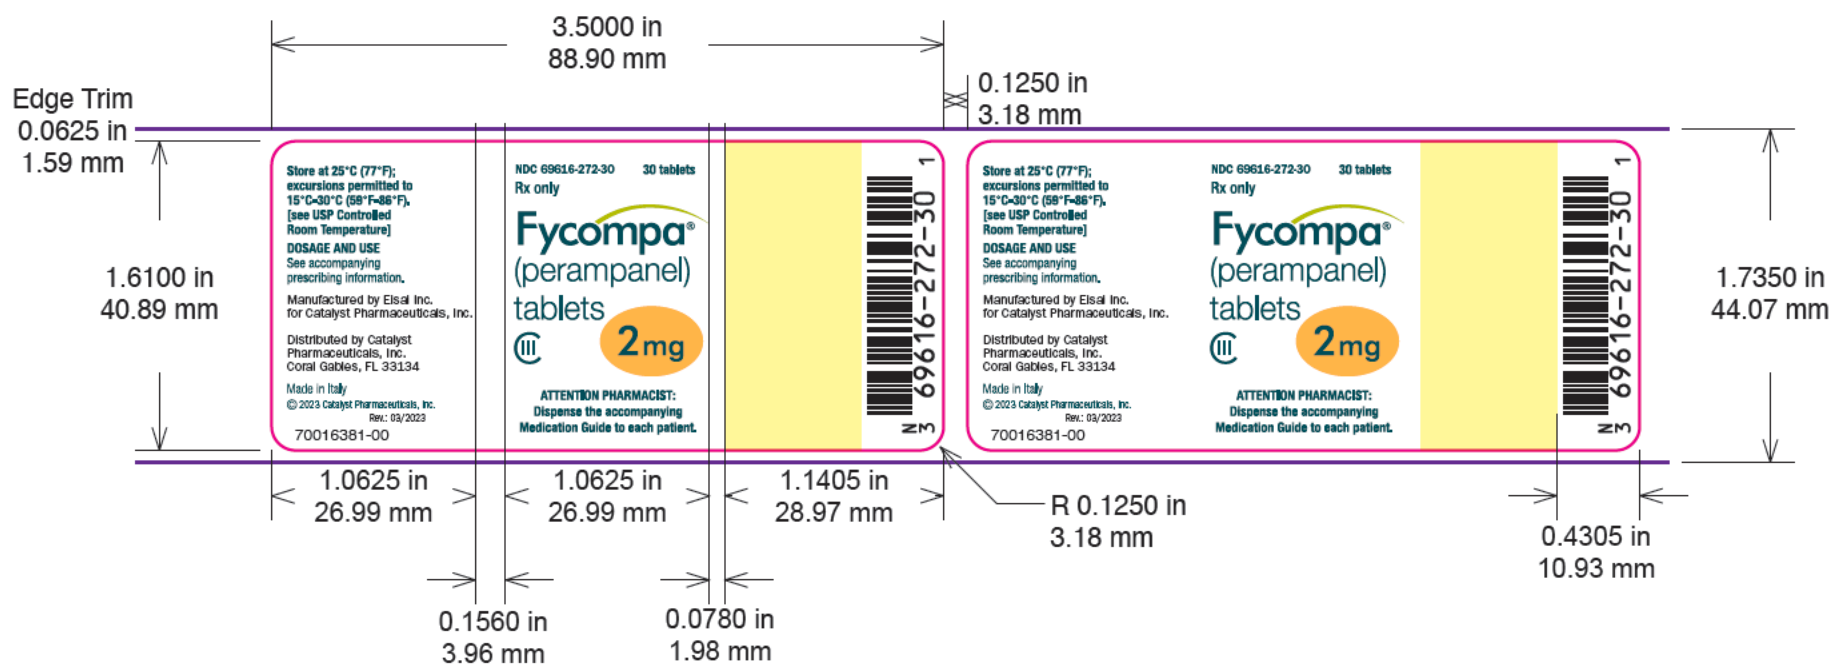 3.5000 in
88.90 mm
0.1250 in
3.18 mm
Edge Trim
0.0625 in
1.59 mm
1.6100 in
40.89 mm
Store at 25°C (77°F);
excursions permitted to
15°C-30°C (59°F-86°F).
[see USP Controlled
Room Temperature]
DOSAGE AND USE
See accompanying
prescribing information.
Manufactured by Eisai Inc.
for Catalyst Pharmaceuticals, Inc.
Distributed by Catalyst
Pharmaceuticals, Inc.
Coral Gables, FL 33134
Made in Italy
© 2023 Catalyst Pharmaceuticals, Inc.
Rev.: 03/2023
70016381-00
NDC 69616-272-30 30 tablets
Rx only
Fycompa®
(perampanel)
tablets
CIII
2 mg
ATTENTION PHARMACIST:
Dispense the accompanying
Medication Guide to each patient.
N
3 69616-272-30 1
Store at 25°C (77°F);
excursions permitted to
15°C-30°C (59°F-86°F).
[see USP Controlled
Room Temperature]
DOSAGE AND USE
See accompanying
prescribing information.
Manufactured by Eisai Inc.
for Catalyst Pharmaceuticals, Inc.
Distributed by Catalyst
Pharmaceuticals, Inc.
Coral Gables, FL 33134
Made in Italy
© 2023 Catalyst Pharmaceuticals, Inc.
Rev.: 03/2023
70016381-00
NDC 69616-272-30 30 tablets
Rx only
Fycompa®
(perampanel)
tablets
CIII
2 mg
ATTENTION PHARMACIST:
Dispense the accompanying
Medication Guide to each patient.
N
3 69616-272-30 1
1.7350 in
44.07 mm
1.0625 in
26.99 mm
1.0625 in
26.99 mm
1.1405 in
28.97 mm
R 0.1250 in
3.18 mm
0.4305 in
10.93 mm
0.1560 in
3.96 mm
0.0780 in
1.98 mm